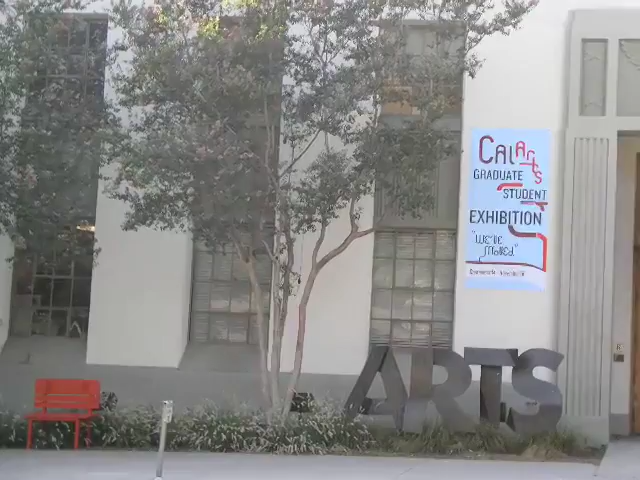 CalArts
GRADUATE
STUDENT
EXHIBITION
"WE'VE
MOVED"
ARTS